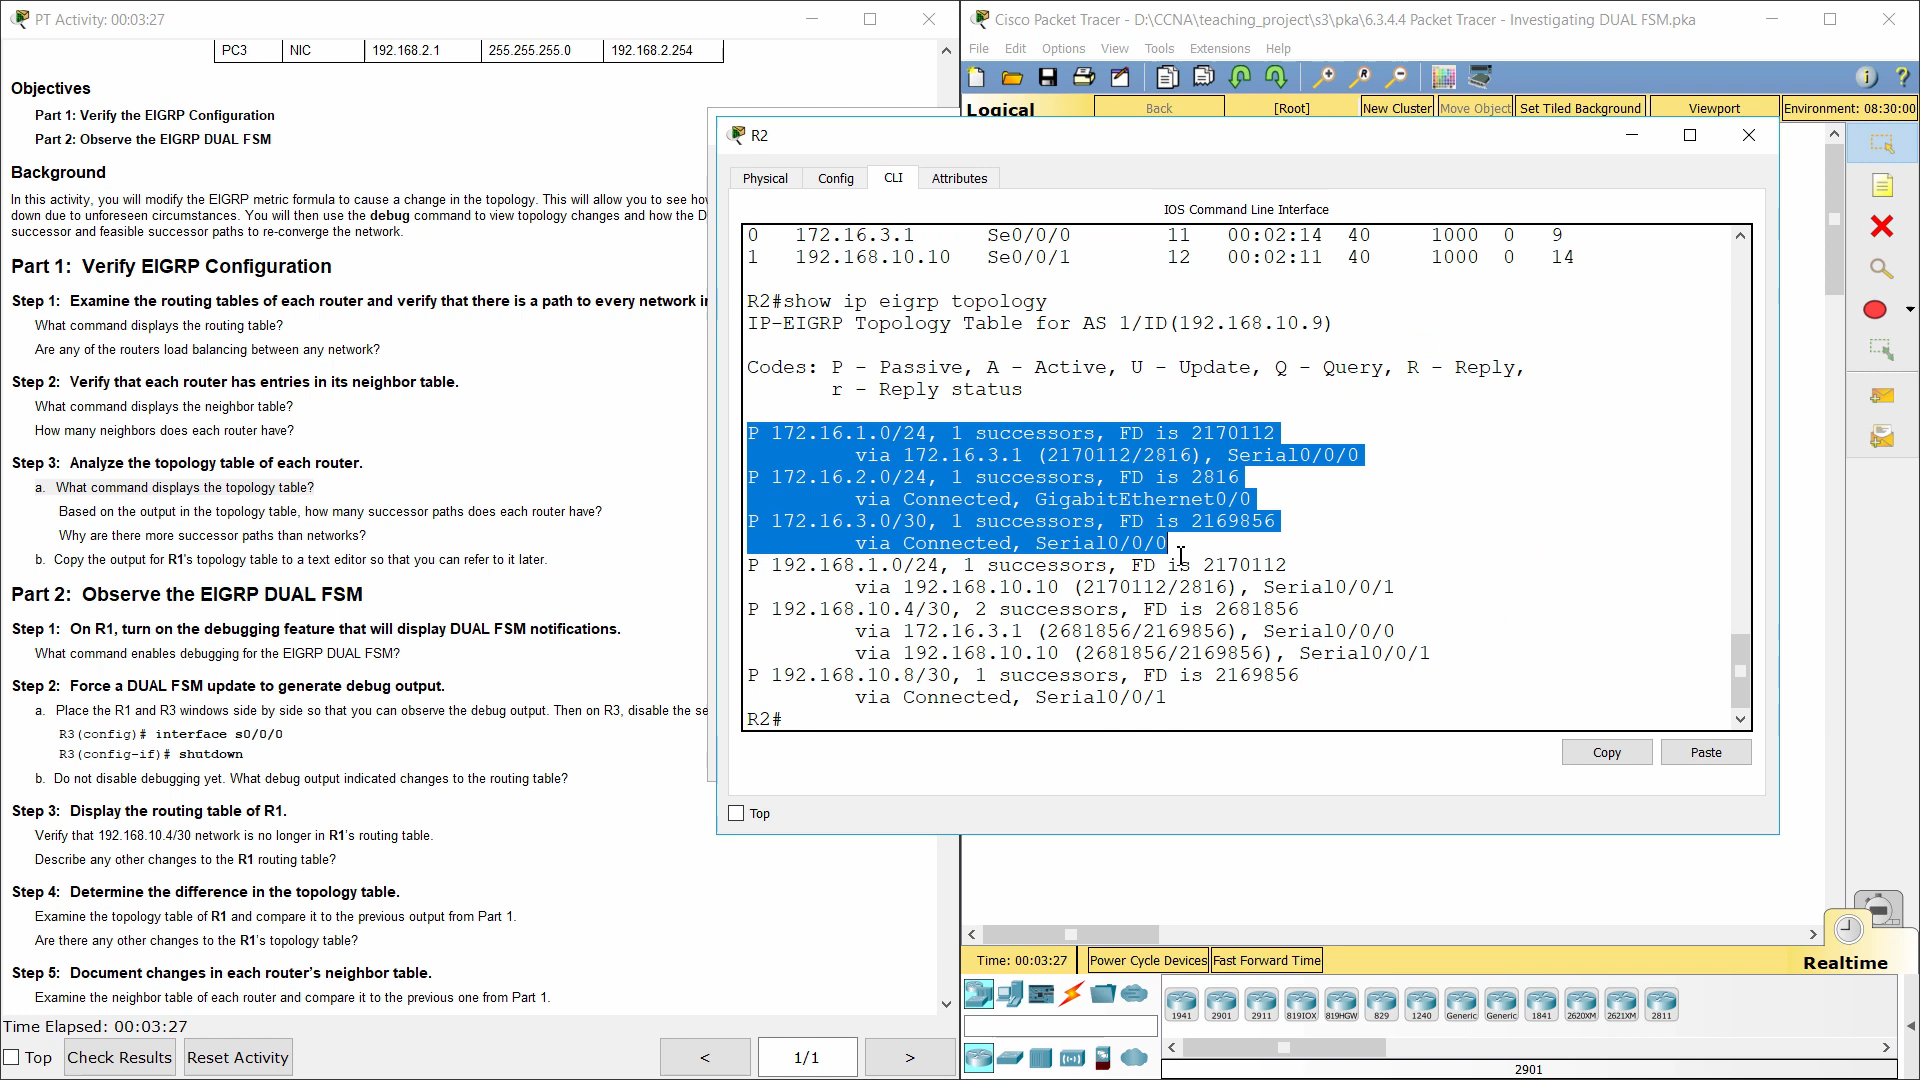 PT Activity: 00:03:27
PC3 NIC 192.168.2.1 255.255.255.0 192.168.2.254
Objectives
Part 1: Verify the EIGRP Configuration
Part 2: Observe the EIGRP DUAL FSM
Background
In this activity, you will modify the EIGRP metric formula to cause a change in the topology. This will allow you to see how
down due to unforeseen circumstances. You will then use the debug command to view topology changes and how the D
successor and feasible successor paths to re-converge the network.
Part 1: Verify EIGRP Configuration
Step 1: Examine the routing tables of each router and verify that there is a path to every network in
What command displays the routing table?
Are any of the routers load balancing between any network?
Step 2: Verify that each router has entries in its neighbor table.
What command displays the neighbor table?
How many neighbors does each router have?
Step 3: Analyze the topology table of each router.
a. What command displays the topology table?
Based on the output in the topology table, how many successor paths does each router have?
Why are there more successor paths than networks?
b. Copy the output for R1's topology table to a text editor so that you can refer to it later.
Part 2: Observe the EIGRP DUAL FSM
Step 1: On R1, turn on the debugging feature that will display DUAL FSM notifications.
What command enables debugging for the EIGRP DUAL FSM?
Step 2: Force a DUAL FSM update to generate debug output.
a. Place the R1 and R3 windows side by side so that you can observe the debug output. Then on R3, disable the se
R3(config)# interface s0/0/0
R3(config-if)# shutdown
b. Do not disable debugging yet. What debug output indicated changes to the routing table?
Step 3: Display the routing table of R1.
Verify that 192.168.10.4/30 network is no longer in R1's routing table.
Describe any other changes to the R1 routing table?
Step 4: Determine the difference in the topology table.
Examine the topology table of R1 and compare it to the previous output from Part 1.
Are there any other changes to the R1's topology table?
Step 5: Document changes in each router's neighbor table.
Examine the neighbor table of each router and compare it to the previous one from Part 1.
Time Elapsed: 00:03:27
Top Check Results Reset Activity < 1/1 >
Cisco Packet Tracer - D:\CCNA\teaching_project\s3\pka\6.3.4.4 Packet Tracer - Investigating DUAL FSM.pka
File Edit Options View Tools Extensions Help
Logical Back [Root] New Cluster Move Object Set Tiled Background Viewport Environment: 08:30:00
R2
Physical Config CLI Attributes
IOS Command Line Interface
0 172.16.3.1 Se0/0/0 11 00:02:14 40 1000 0 9
1 192.168.10.10 Se0/0/1 12 00:02:11 40 1000 0 14
R2#show ip eigrp topology
IP-EIGRP Topology Table for AS 1/ID(192.168.10.9)
Codes: P - Passive, A - Active, U - Update, Q - Query, R - Reply,
r - Reply status
P 172.16.1.0/24, 1 successors, FD is 2170112
via 172.16.3.1 (2170112/2816), Serial0/0/0
P 172.16.2.0/24, 1 successors, FD is 2816
via Connected, GigabitEthernet0/0
P 172.16.3.0/30, 1 successors, FD is 2169856
via Connected, Serial0/0/0
P 192.168.1.0/24, 1 successors, FD is 2170112
via 192.168.10.10 (2170112/2816), Serial0/0/1
P 192.168.10.4/30, 2 successors, FD is 2681856
via 172.16.3.1 (2681856/2169856), Serial0/0/0
via 192.168.10.10 (2681856/2169856), Serial0/0/1
P 192.168.10.8/30, 1 successors, FD is 2169856
via Connected, Serial0/0/1
R2#
Copy Paste
Top
Time: 00:03:27 Power Cycle Devices Fast Forward Time
Realtime
1941 2901 2911 819IOX 819HGW 829 1240 Generic Generic 1841 2620XM 2621XM 2811
2901